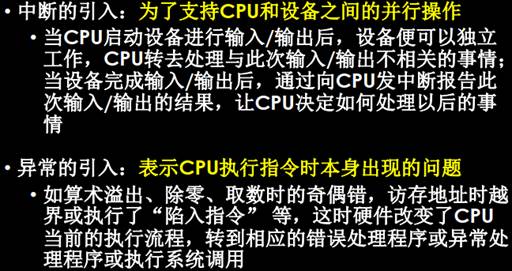 • 中断的引入：为了支持CPU和设备之间的并行操作
• 当CPU启动设备进行输入/输出后，设备便可以独立
工作，CPU转去处理与此次输入/输出不相关的事情；
当设备完成输入/输出后，通过向CPU发中断报告此
次输入/输出的结果，让CPU决定如何处理以后的事
情
• 异常的引入：表示CPU执行指令时本身出现的问题
• 如算术溢出、除零、取数时的奇偶错，访存地址时越
界或执行了“陷入指令” 等，这时硬件改变了CPU
当前的执行流程，转到相应的错误处理程序或异常处
理程序或执行系统调用